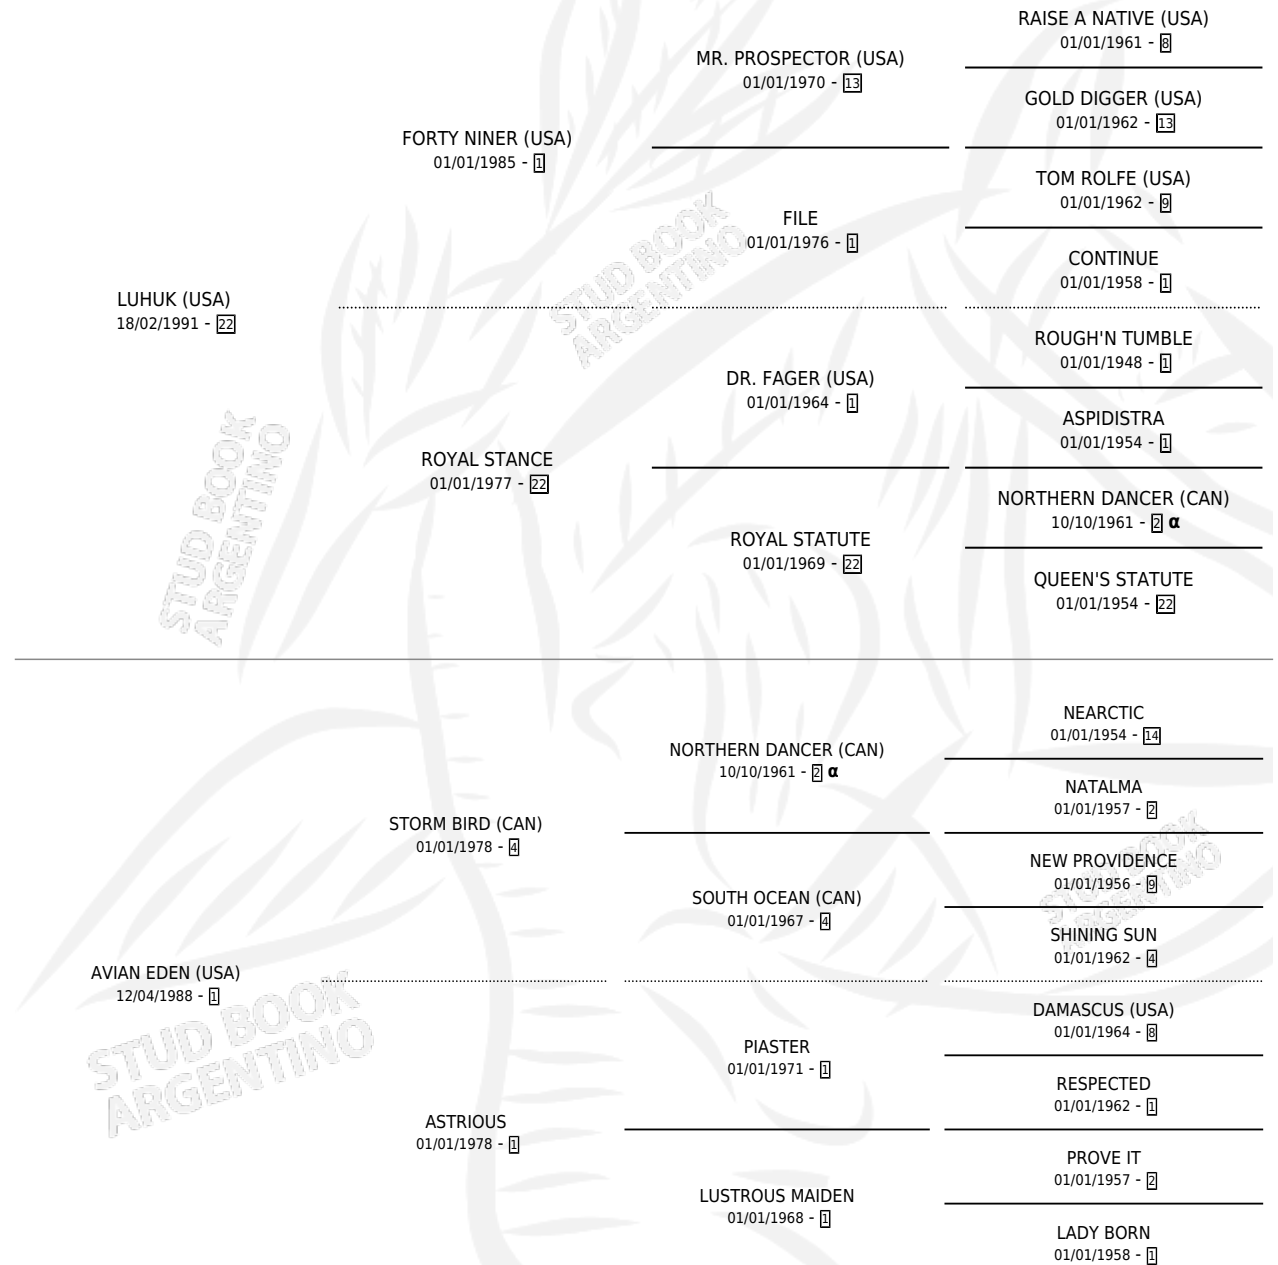 RAISE A NATIVE (USA)
01/01/1961 - 8
MR. PROSPECTOR (USA)
01/01/1970 - 13
GOLD DIGGER (USA)
01/01/1962 - 13
FORTY NINER (USA)
01/01/1985 - 1
TOM ROLFE (USA)
01/01/1962 - 9
FILE
01/01/1976 - 1
CONTINUE
01/01/1958 - 1
LUHUK (USA)
18/02/1991 - 22
ROUGH'N TUMBLE
01/01/1948 - 1
DR. FAGER (USA)
01/01/1964 - 1
ASPIDISTRA
01/01/1954 - 1
ROYAL STANCE
01/01/1977 - 22
NORTHERN DANCER (CAN)
10/10/1961 - 2 α
ROYAL STATUTE
01/01/1969 - 22
QUEEN'S STATUTE
01/01/1954 - 22
STUD BOOK
ARGENTINO
STUD BOOK
ARGENTINO
NEARCTIC
01/01/1954 - 14
NORTHERN DANCER (CAN)
10/10/1961 - 2 α
NATALMA
01/01/1957 - 2
STORM BIRD (CAN)
01/01/1978 - 4
NEW PROVIDENCE
01/01/1956 - 9
SOUTH OCEAN (CAN)
01/01/1967 - 4
SHINING SUN
01/01/1962 - 4
AVIAN EDEN (USA)
12/04/1988 - 1
DAMASCUS (USA)
01/01/1964 - 8
PIASTER
01/01/1971 - 1
RESPECTED
01/01/1962 - 1
ASTRIOUS
01/01/1978 - 1
PROVE IT
01/01/1957 - 2
LUSTROUS MAIDEN
01/01/1968 - 1
LADY BORN
01/01/1958 - 1
STUD BOOK
ARGENTINO
STUD BOOK
ARGENTINO